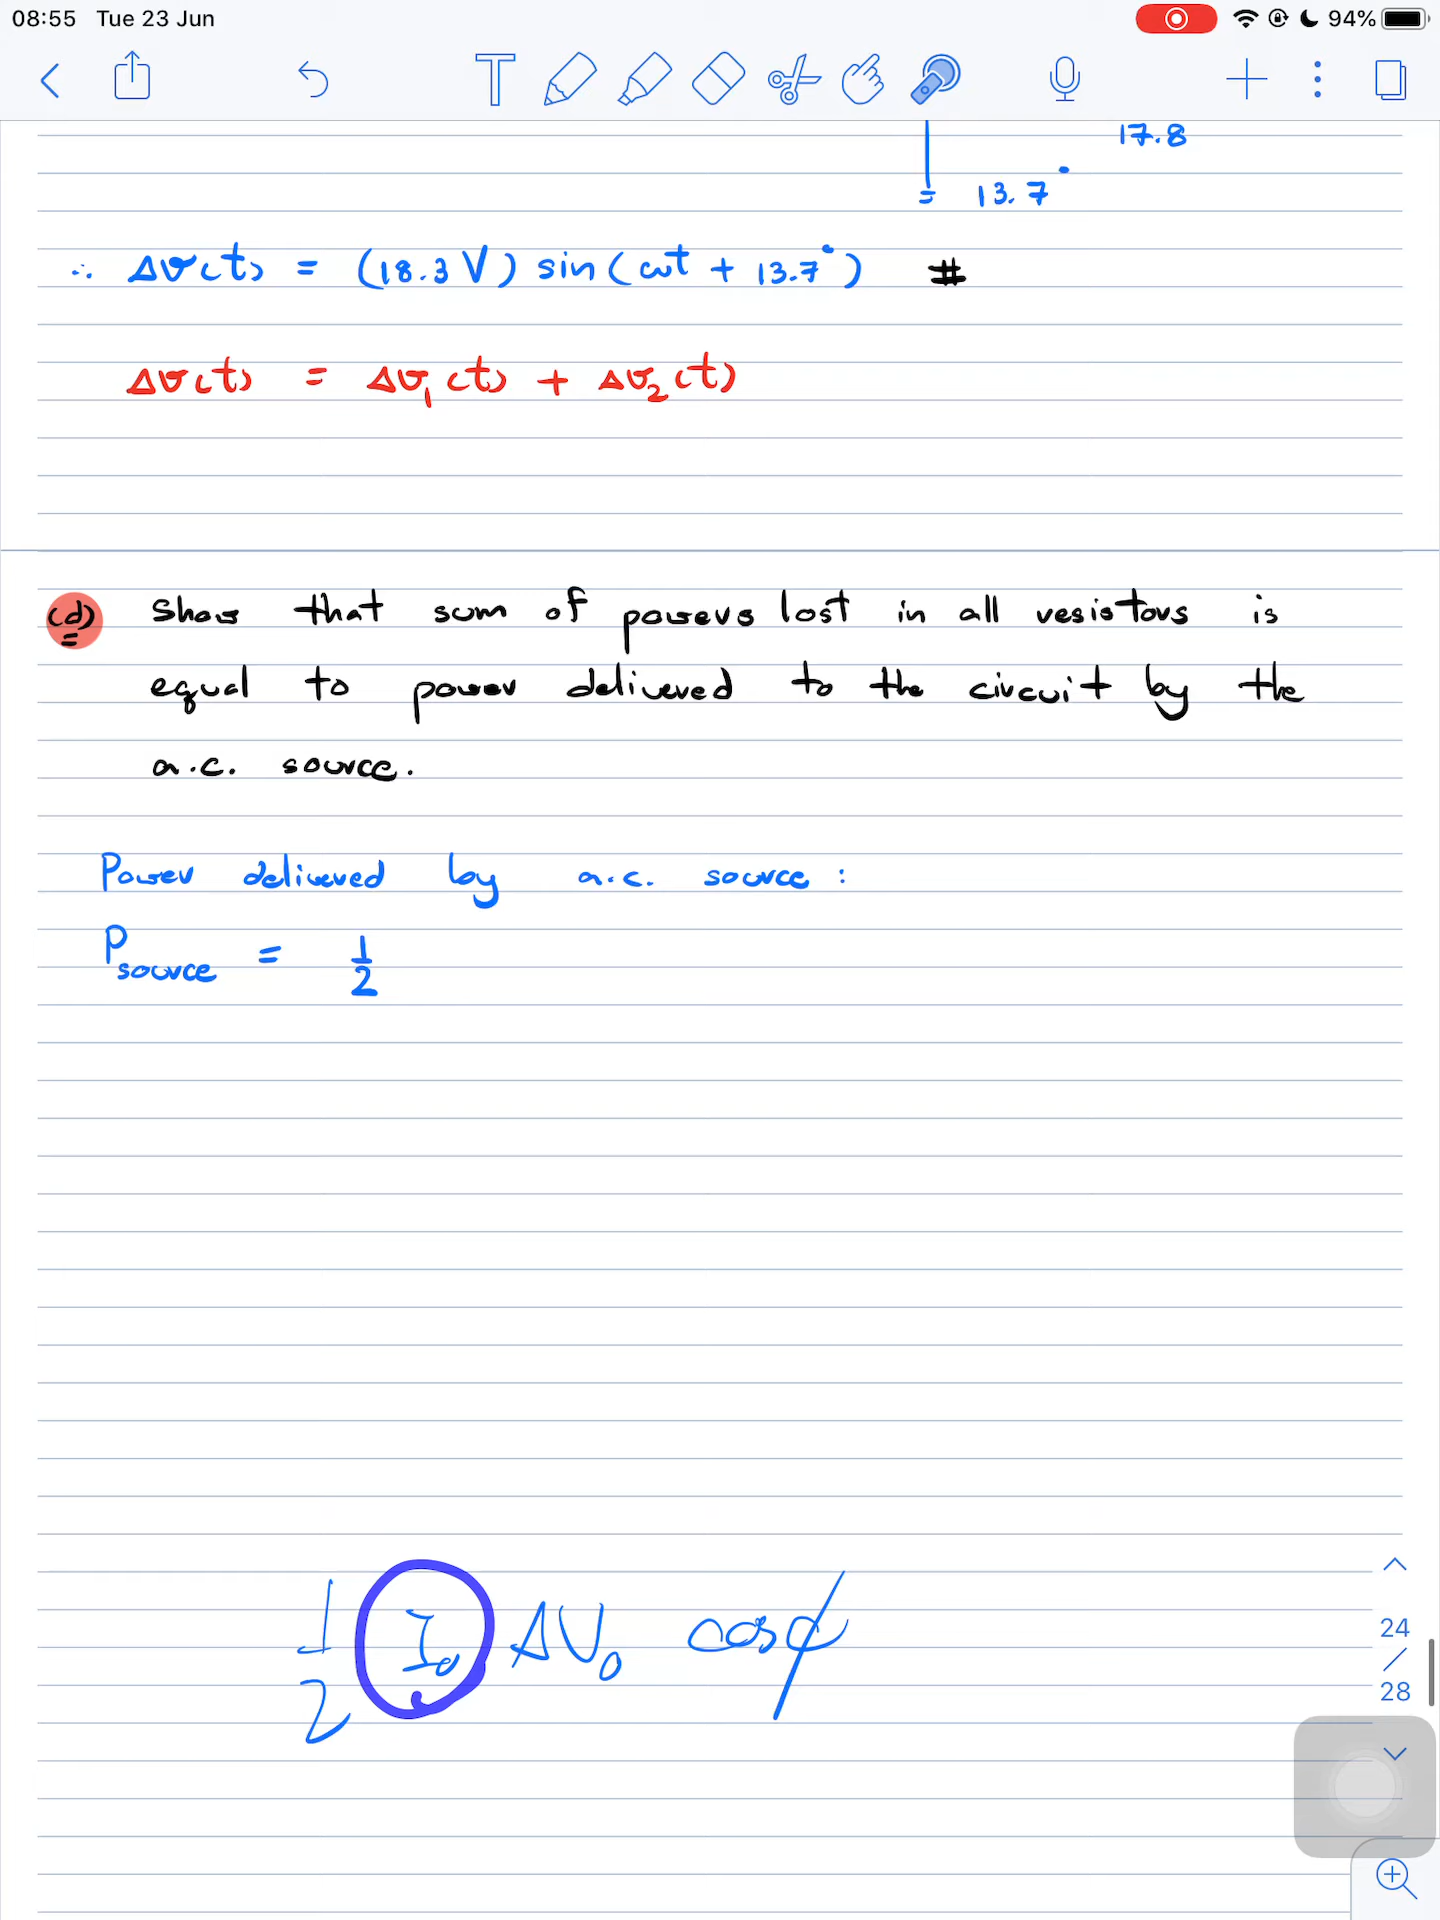 08:55 Tue 23 Jun 94%
T
17.8
= 13.7°
∴ Δv(t) = (18.3 V) sin(ωt + 13.7°) #
Δv(t) = Δv₁(t) + Δv₂(t)
(d) Show that sum of powers lost in all resistors is
equal to power delivered to the circuit by the
a.c. source.
Power delivered by a.c. source :
P source = 1/2
1/2 I₀ ΔV₀ cos φ
24
/
28